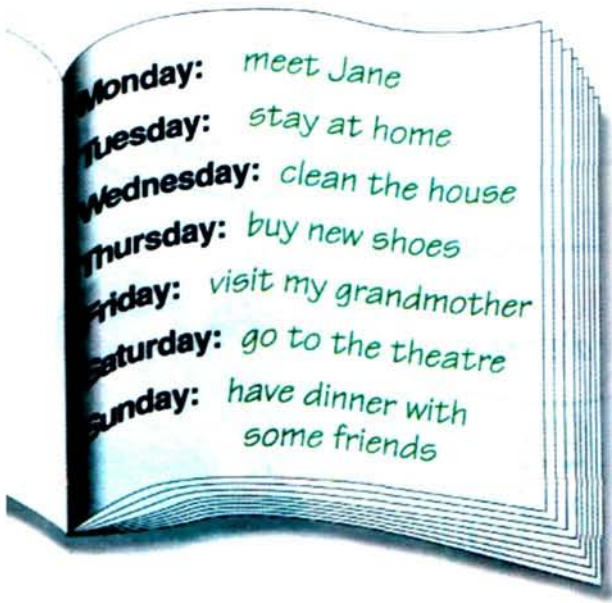 Monday: meet Jane
Tuesday: stay at home
Wednesday: clean the house
Thursday: buy new shoes
Friday: visit my grandmother
Saturday: go to the theatre
Sunday: have dinner with
some friends